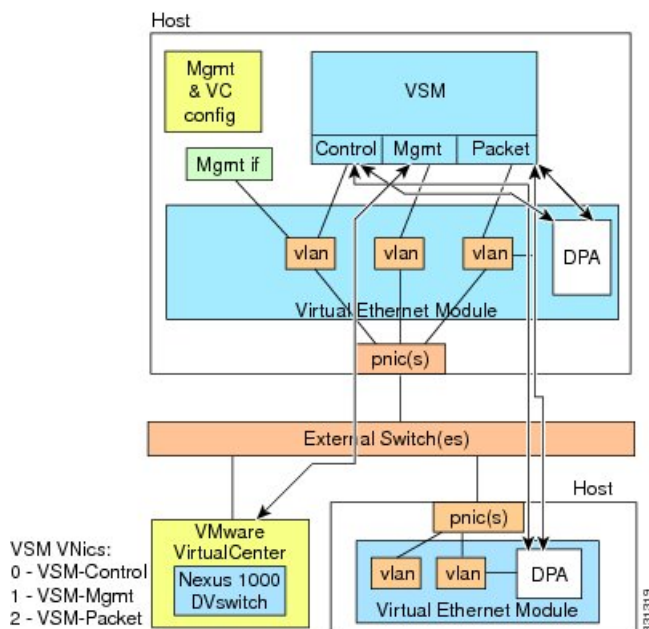 Host
Mgmt
& VC
config
VSM
Control
Mgmt
Packet
Mgmt if
vlan
vlan
vlan
DPA
Virtual Ethernet Module
pnic(s)
External Switch(es)
Host
VMware
VirtualCenter
Nexus 1000
DVswitch
VSM VNics:
0 - VSM-Control
1 - VSM-Mgmt
2 - VSM-Packet
pnic(s)
vlan
vlan
DPA
Virtual Ethernet Module
331319